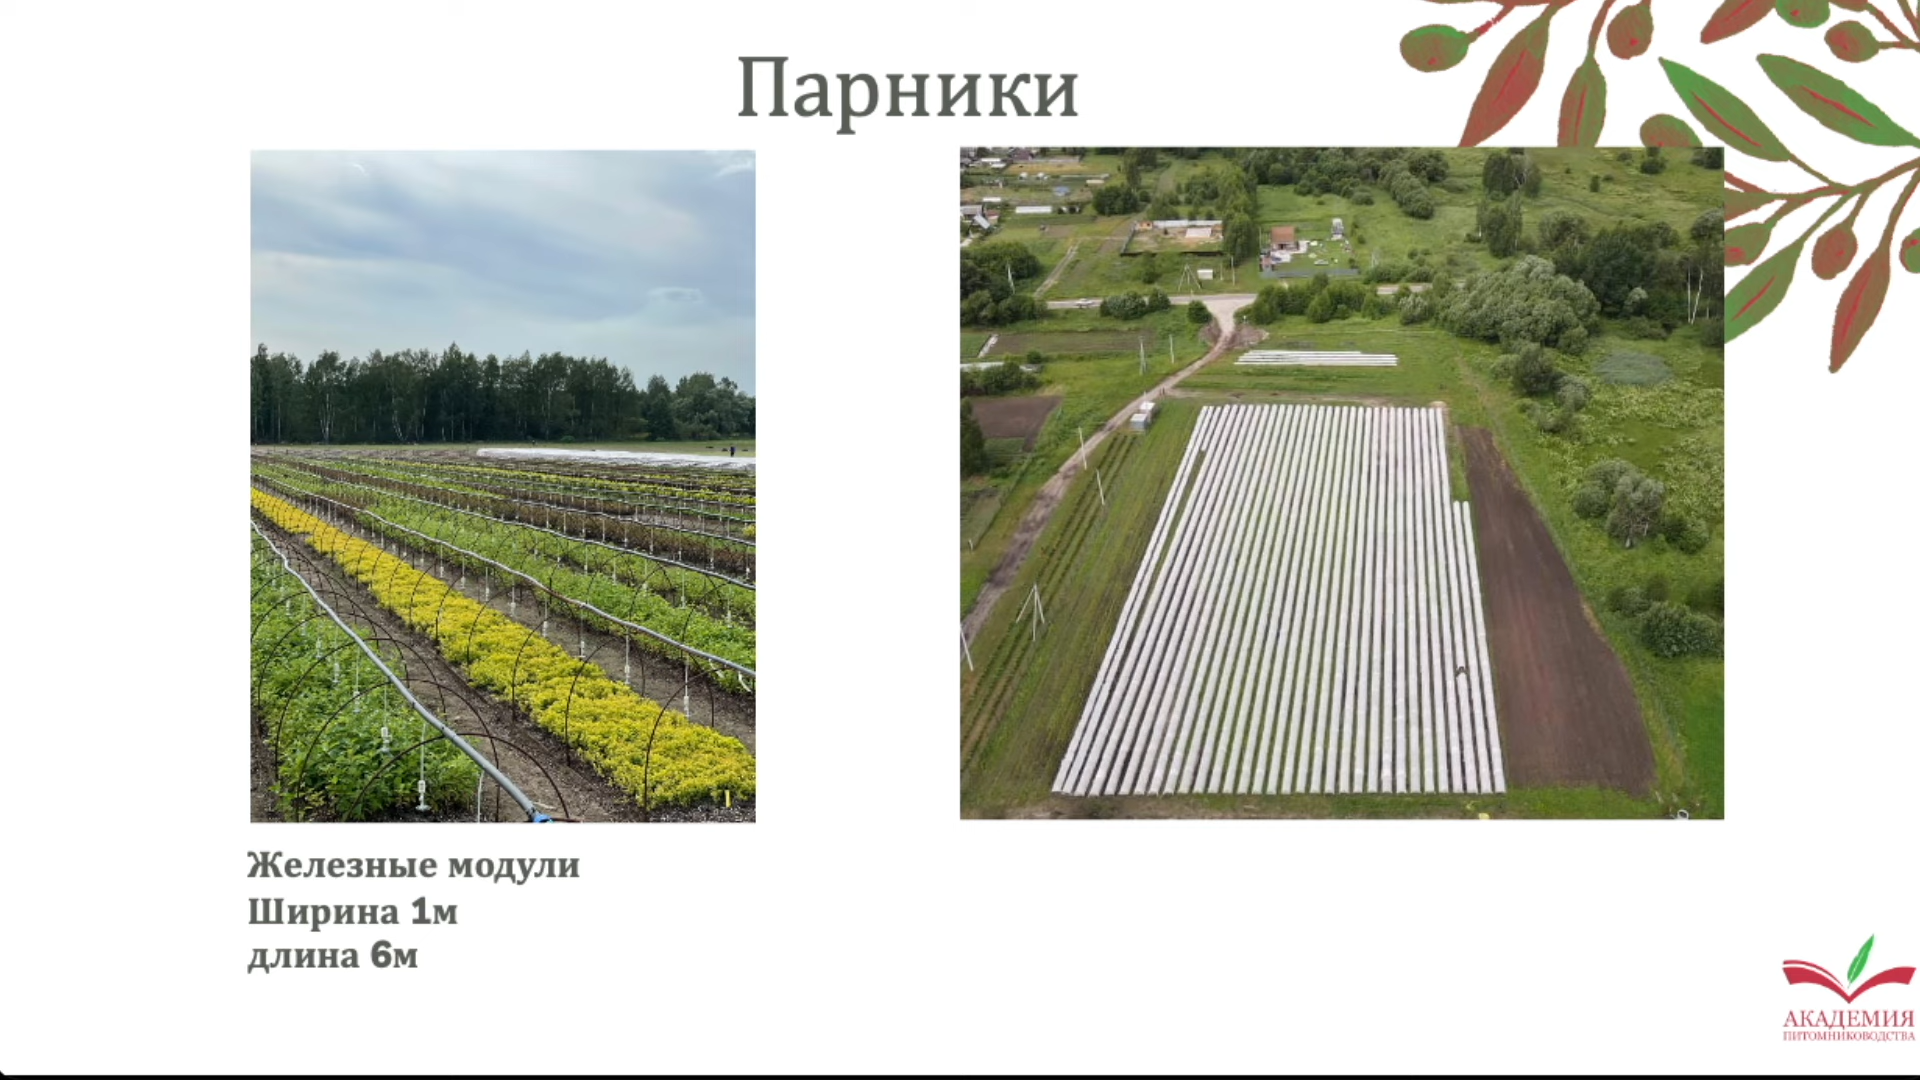 Парники
Железные модули
Ширина 1м
длина 6м
АКАДЕМИЯ
ПИТОМНИКОВОДСТВА